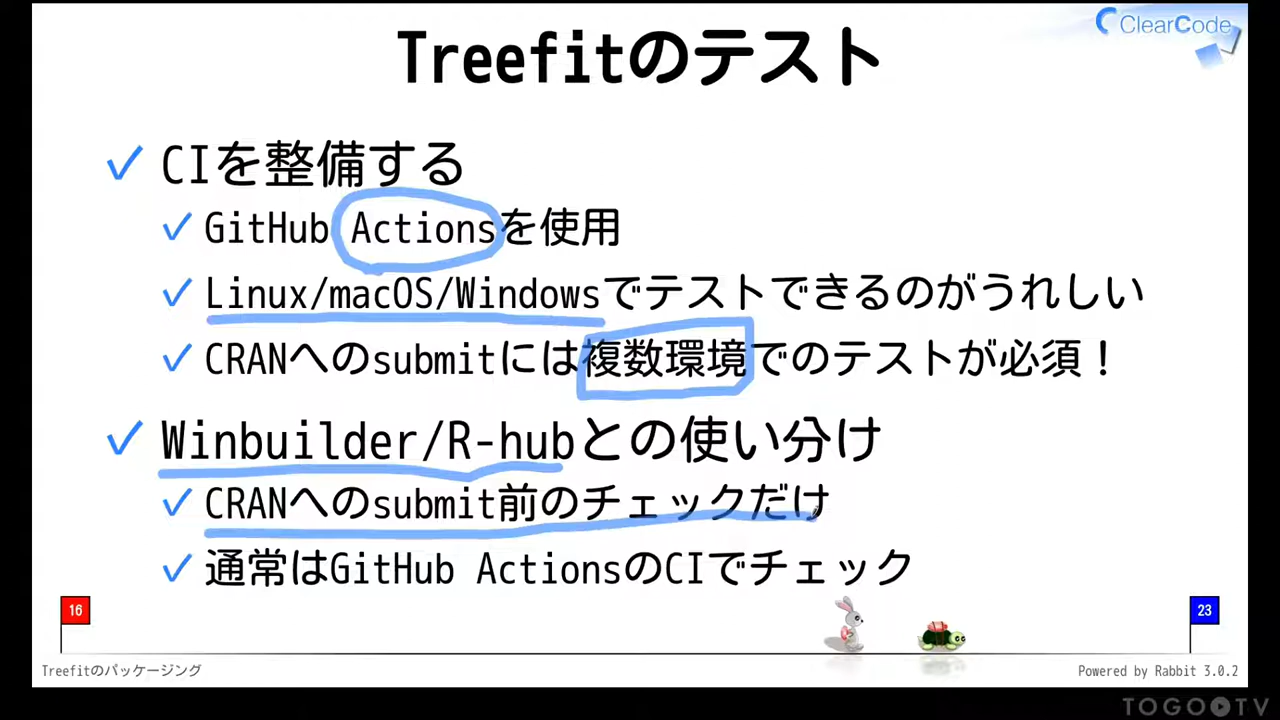 ClearCode
Treefitのテスト
CIを整備する
GitHub Actionsを使用
Linux/macOS/Windowsでテストできるのがうれしい
CRANへのsubmitには複数環境でのテストが必須！
Winbuilder/R-hubとの使い分け
CRANへのsubmit前のチェックだけ
通常はGitHub ActionsのCIでチェック
16
23
Treefitのパッケージング
Powered by Rabbit 3.0.2
TOGOTV